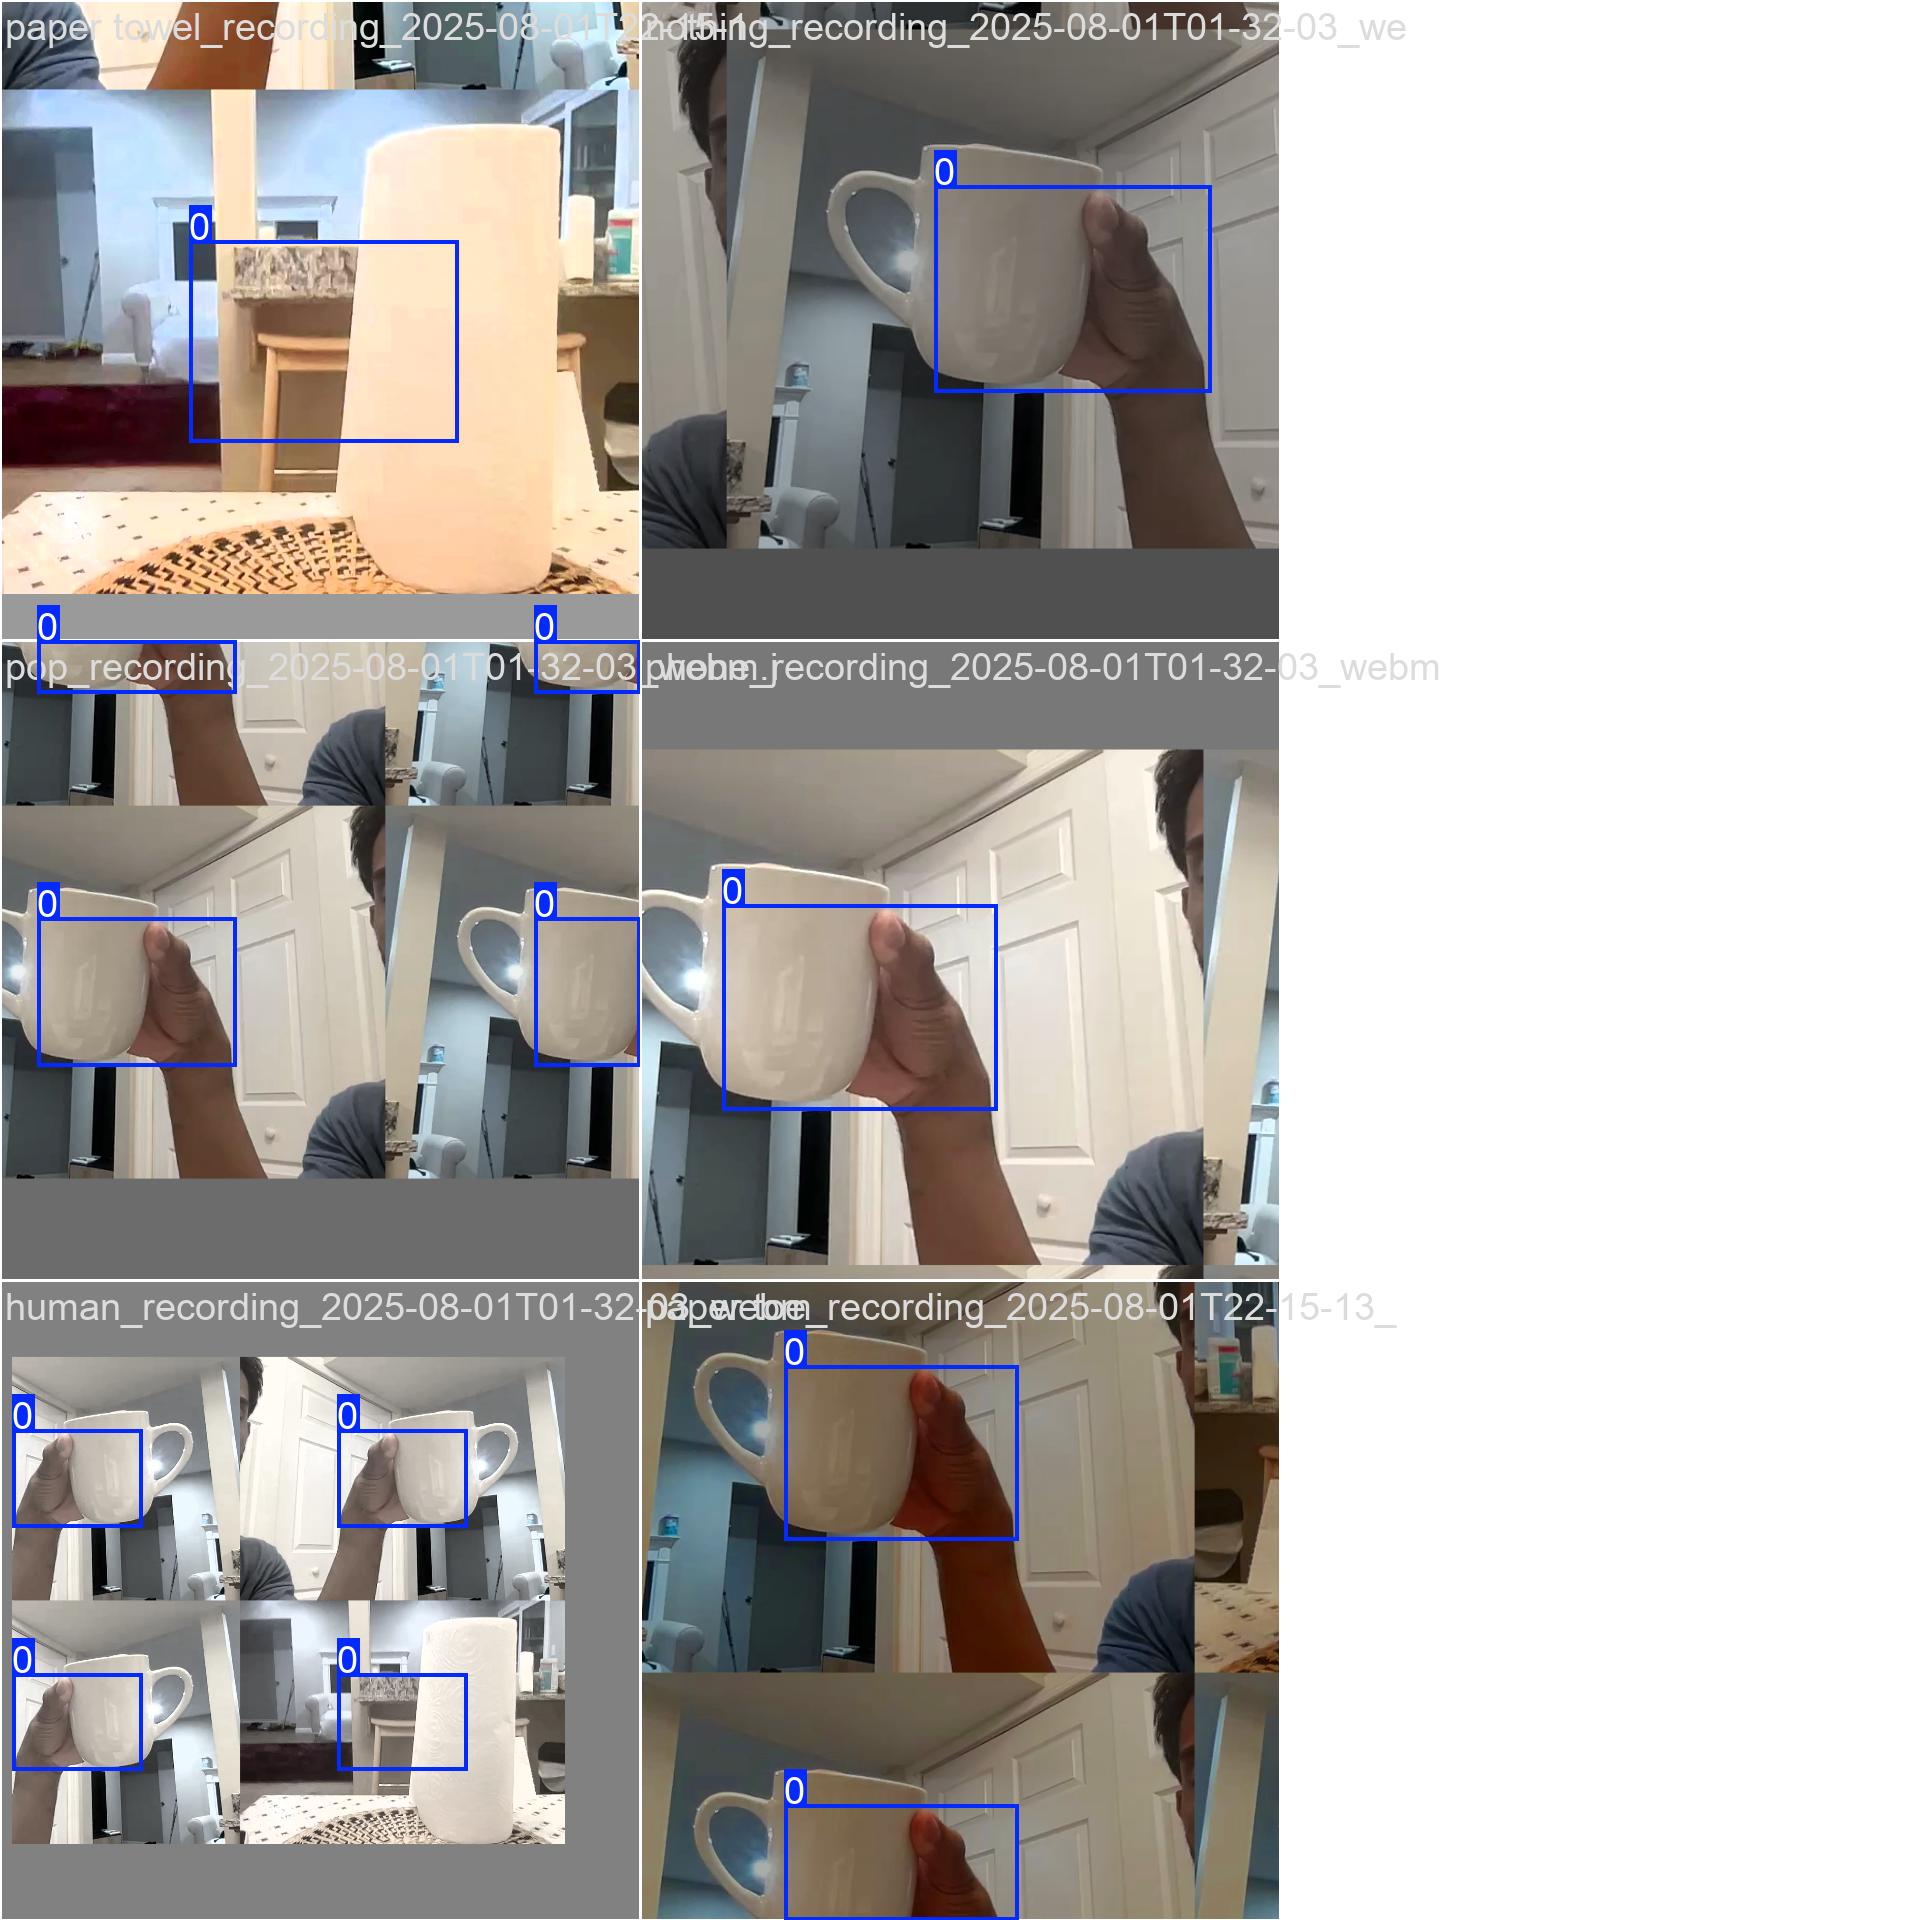 paper towel_recording_2025-08-01T22-15-1
nothing_recording_2025-08-01T01-32-03_we
0
0
0
0
pop_recording_2025-08-01T01-32-03_webm.j
phone_recording_2025-08-01T01-32-03_webm
0
0
0
human_recording_2025-08-01T01-32-03_webm
paper towe_recording_2025-08-01T22-15-13_
0
0
0
0
0
0